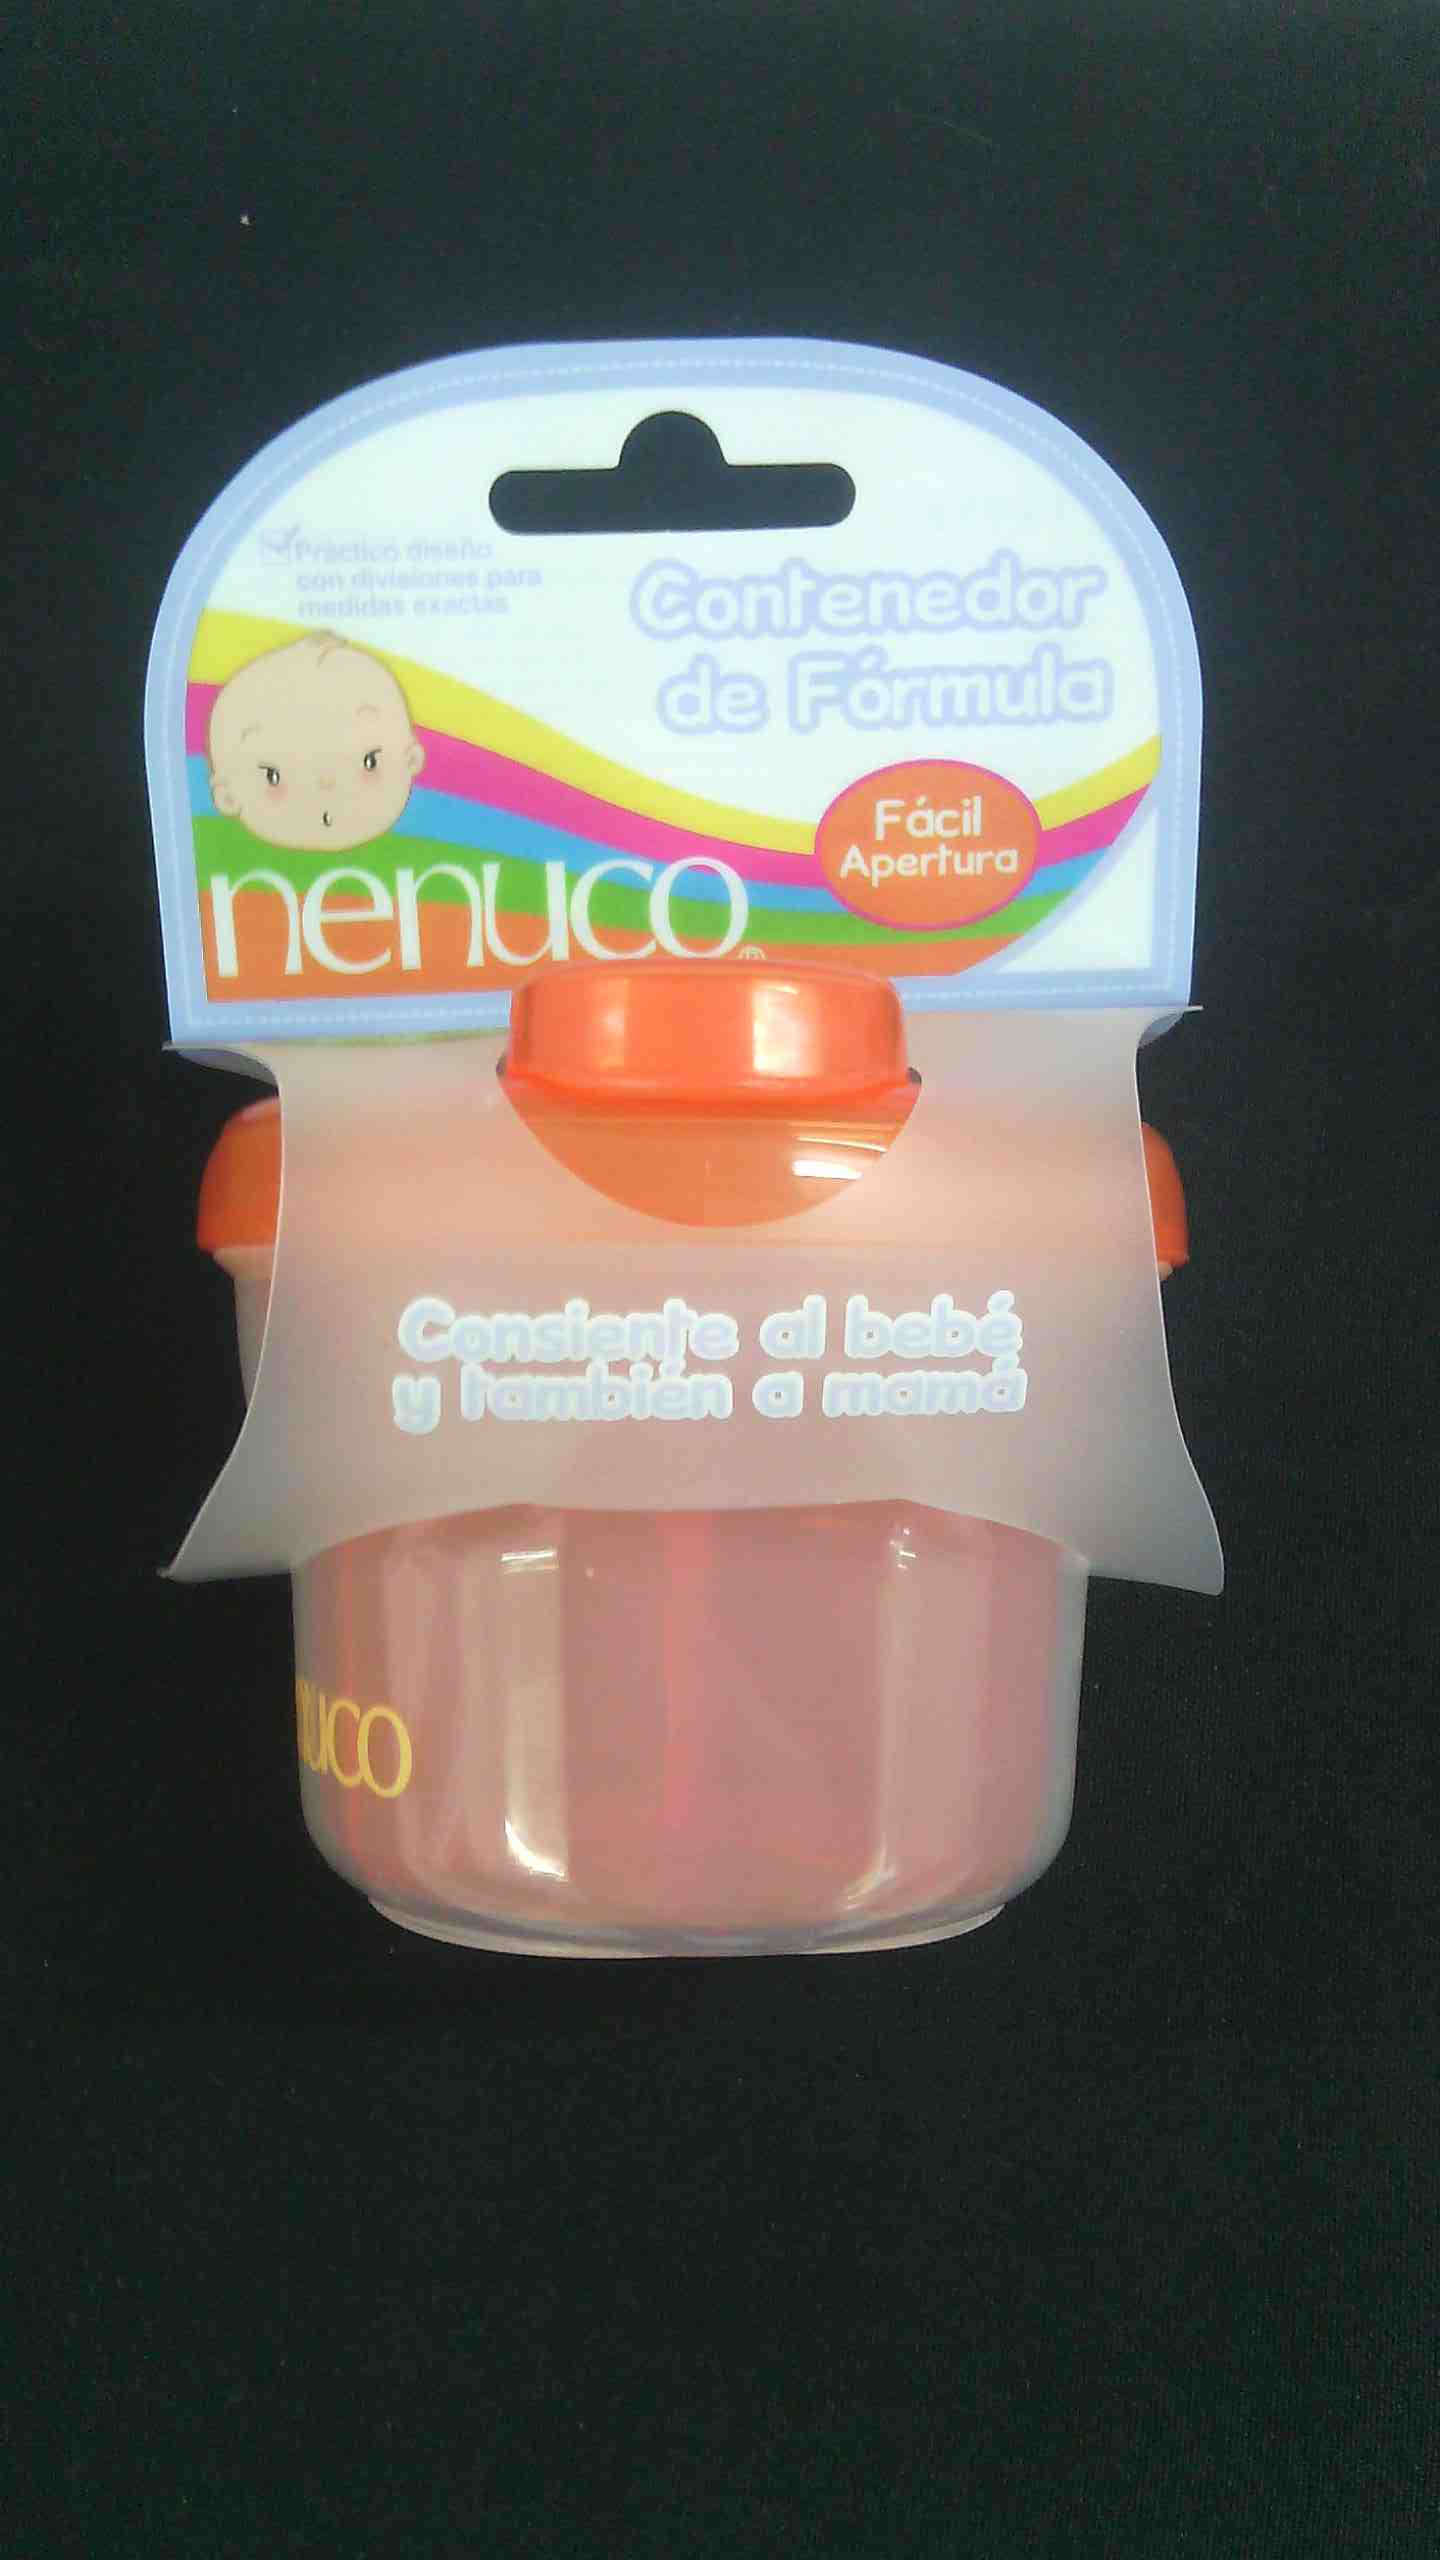 Práctico diseño
con divisiones para
medidas exactas
Contenedor
de Fórmula
Fácil
Apertura
nenuco®
Consiente al bebé
y también a mamá
nuco